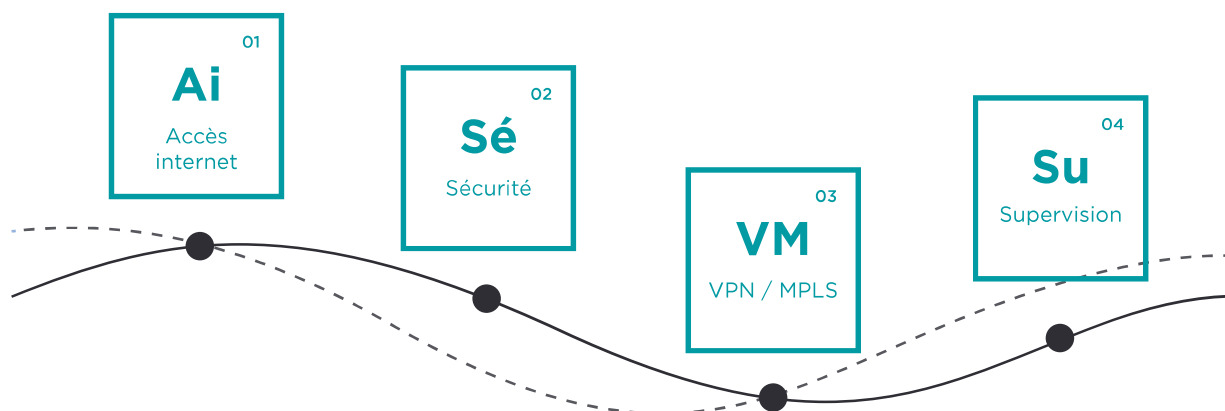 01
Ai
Accès
internet
02
Sé
Sécurité
03
VM
VPN / MPLS
04
Su
Supervision